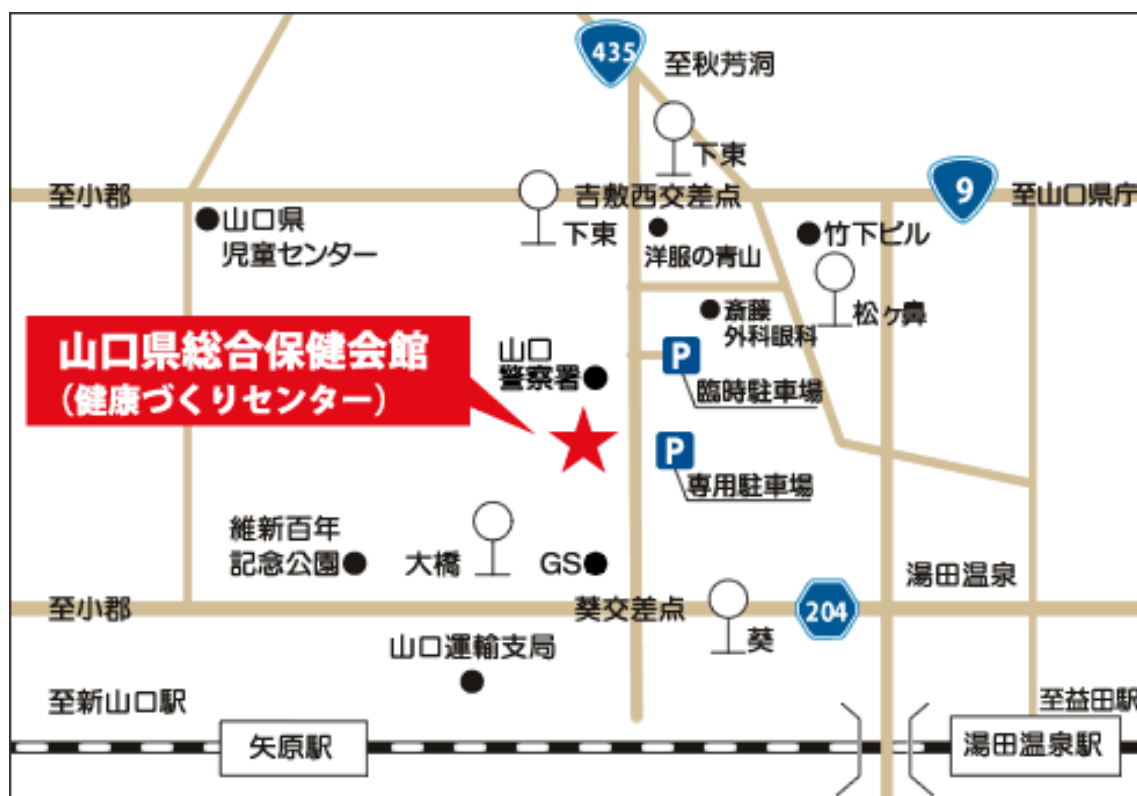 435
至秋芳洞
下東
至小郡
吉敷西交差点
9
至山口県庁
山口県
児童センター
下東
洋服の青山
竹下ビル
松ヶ鼻
斎藤
外科眼科
山口県総合保健会館
(健康づくりセンター)
山口
警察署
P
臨時駐車場
P
専用駐車場
維新百年
記念公園
大橋
GS
湯田温泉
至小郡
葵交差点
204
葵
山口運輸支局
至新山口駅
至益田駅
矢原駅
湯田温泉駅